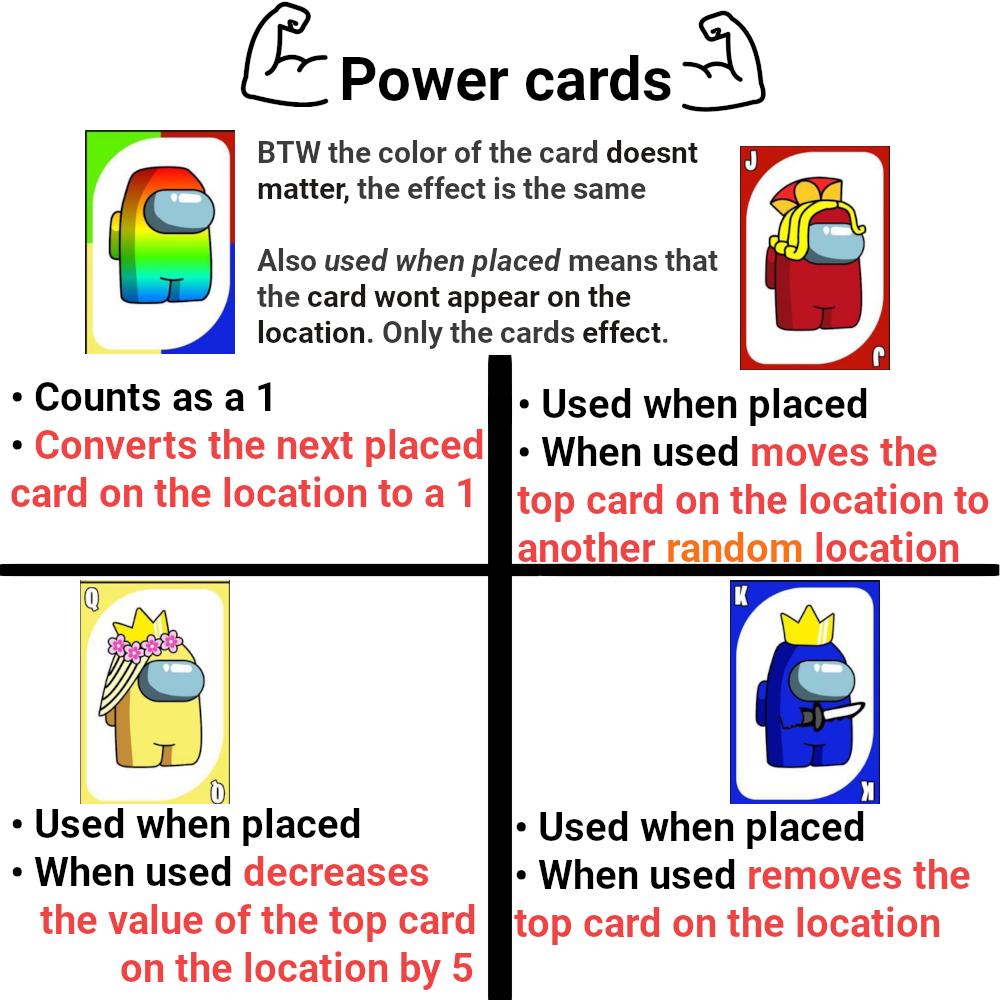 Power cards
BTW the color of the card doesnt
matter, the effect is the same
Also used when placed means that
the card wont appear on the
location. Only the cards effect.
J
J
• Counts as a 1
• Converts the next placed
card on the location to a 1
• Used when placed
• When used moves the
top card on the location to
another random location
Q
Q
• Used when placed
• When used decreases
the value of the top card
on the location by 5
K
K
• Used when placed
• When used removes the
top card on the location